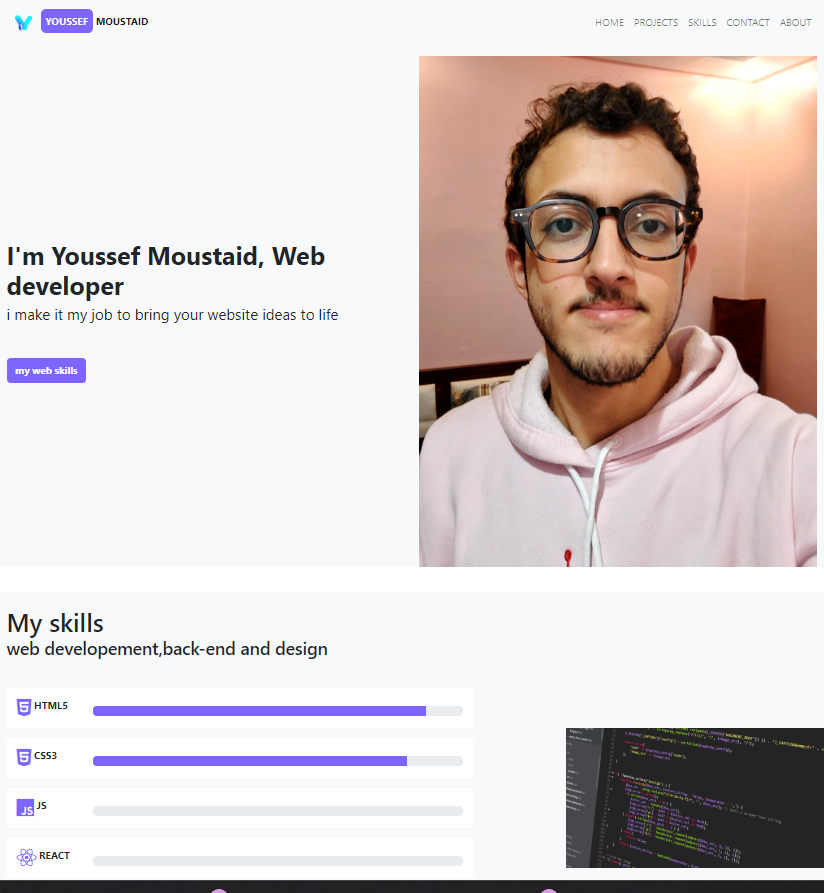 YOUSSEF MOUSTAID
HOME PROJECTS SKILLS CONTACT ABOUT
I'm Youssef Moustaid, Web
developer
i make it my job to bring your website ideas to life
my web skills
My skills
web developement,back-end and design
HTML5
CSS3
JS JS
REACT